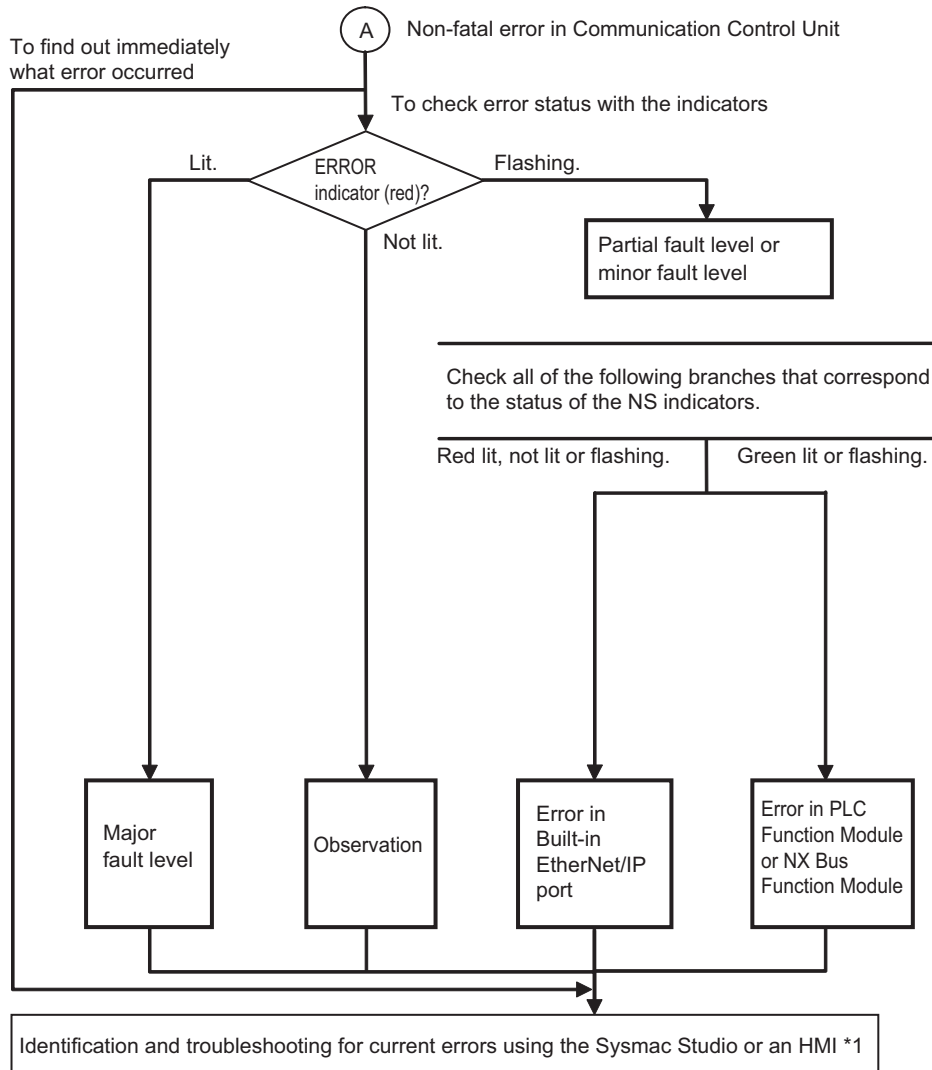 A
Non-fatal error in Communication Control Unit
To find out immediately
what error occurred
To check error status with the indicators
Lit.
ERROR
indicator (red)?
Flashing.
Not lit.
Partial fault level or
minor fault level
Check all of the following branches that correspond
to the status of the NS indicators.
Red lit, not lit or flashing.
Green lit or flashing.
Major
fault level
Observation
Error in
Built-in
EtherNet/IP
port
Error in PLC
Function Module
or NX Bus
Function Module
Identification and troubleshooting for current errors using the Sysmac Studio or an HMI *1